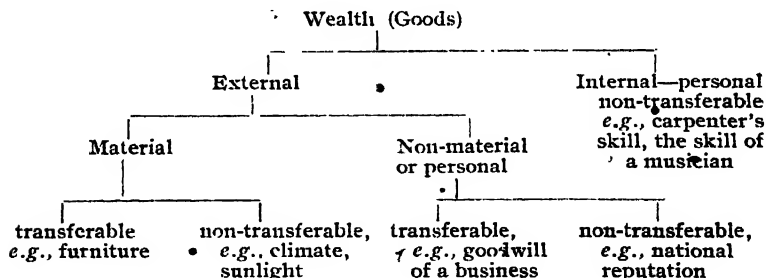 Wealth (Goods)
External
Internal—personal
non-transferable
e.g., carpenter's
skill, the skill of
a musician
Material
Non-material
or personal
transferable
e.g., furniture
non-transferable,
e.g., climate,
sunlight
transferable,
e.g., goodwill
of a business
non-transferable,
e.g., national
reputation